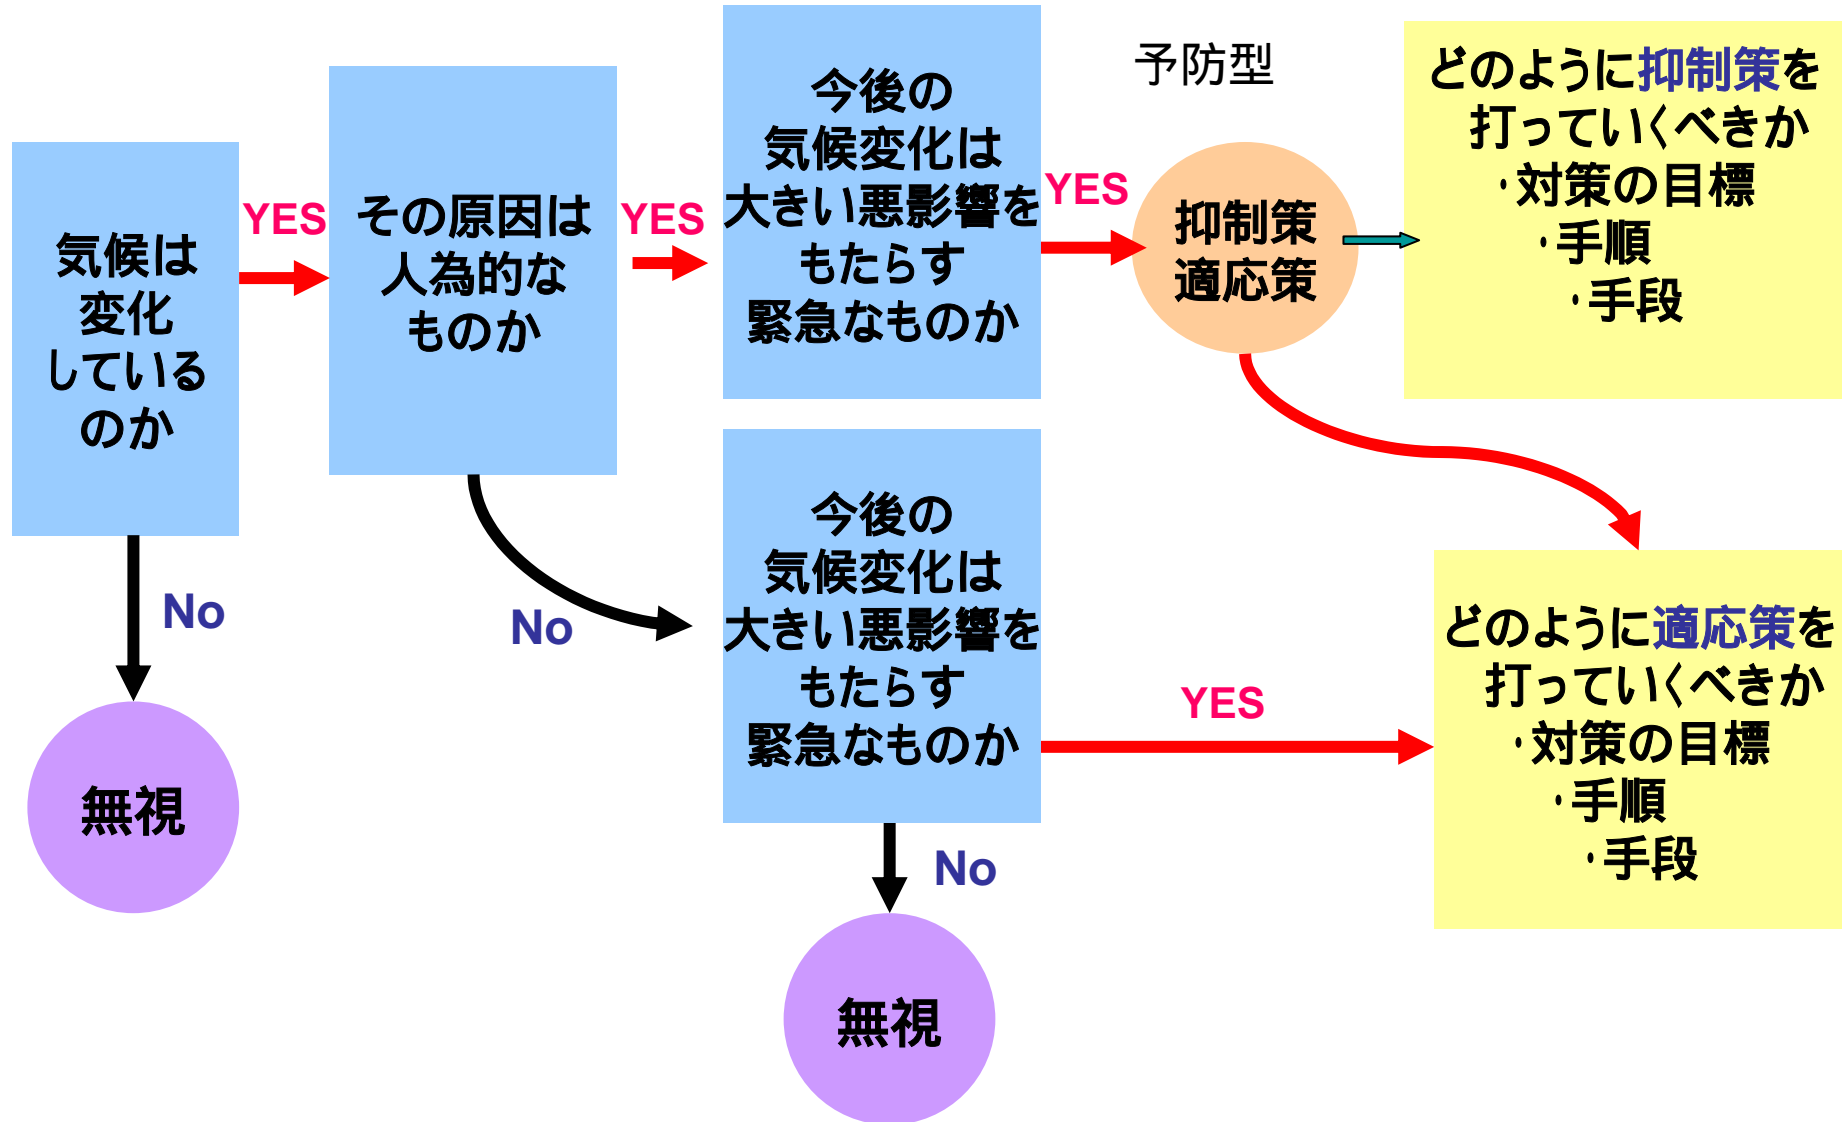 気候は
変化
している
のか
YES
No
無視
その原因は
人為的な
ものか
YES
No
今後の
気候変化は
大きい悪影響を
もたらす
緊急なものか
YES
予防型
抑制策
適応策
どのように抑制策を
打っていくべきか
・対策の目標
・手順
・手段
今後の
気候変化は
大きい悪影響を
もたらす
緊急なものか
YES
No
無視
どのように適応策を
打っていくべきか
・対策の目標
・手順
・手段